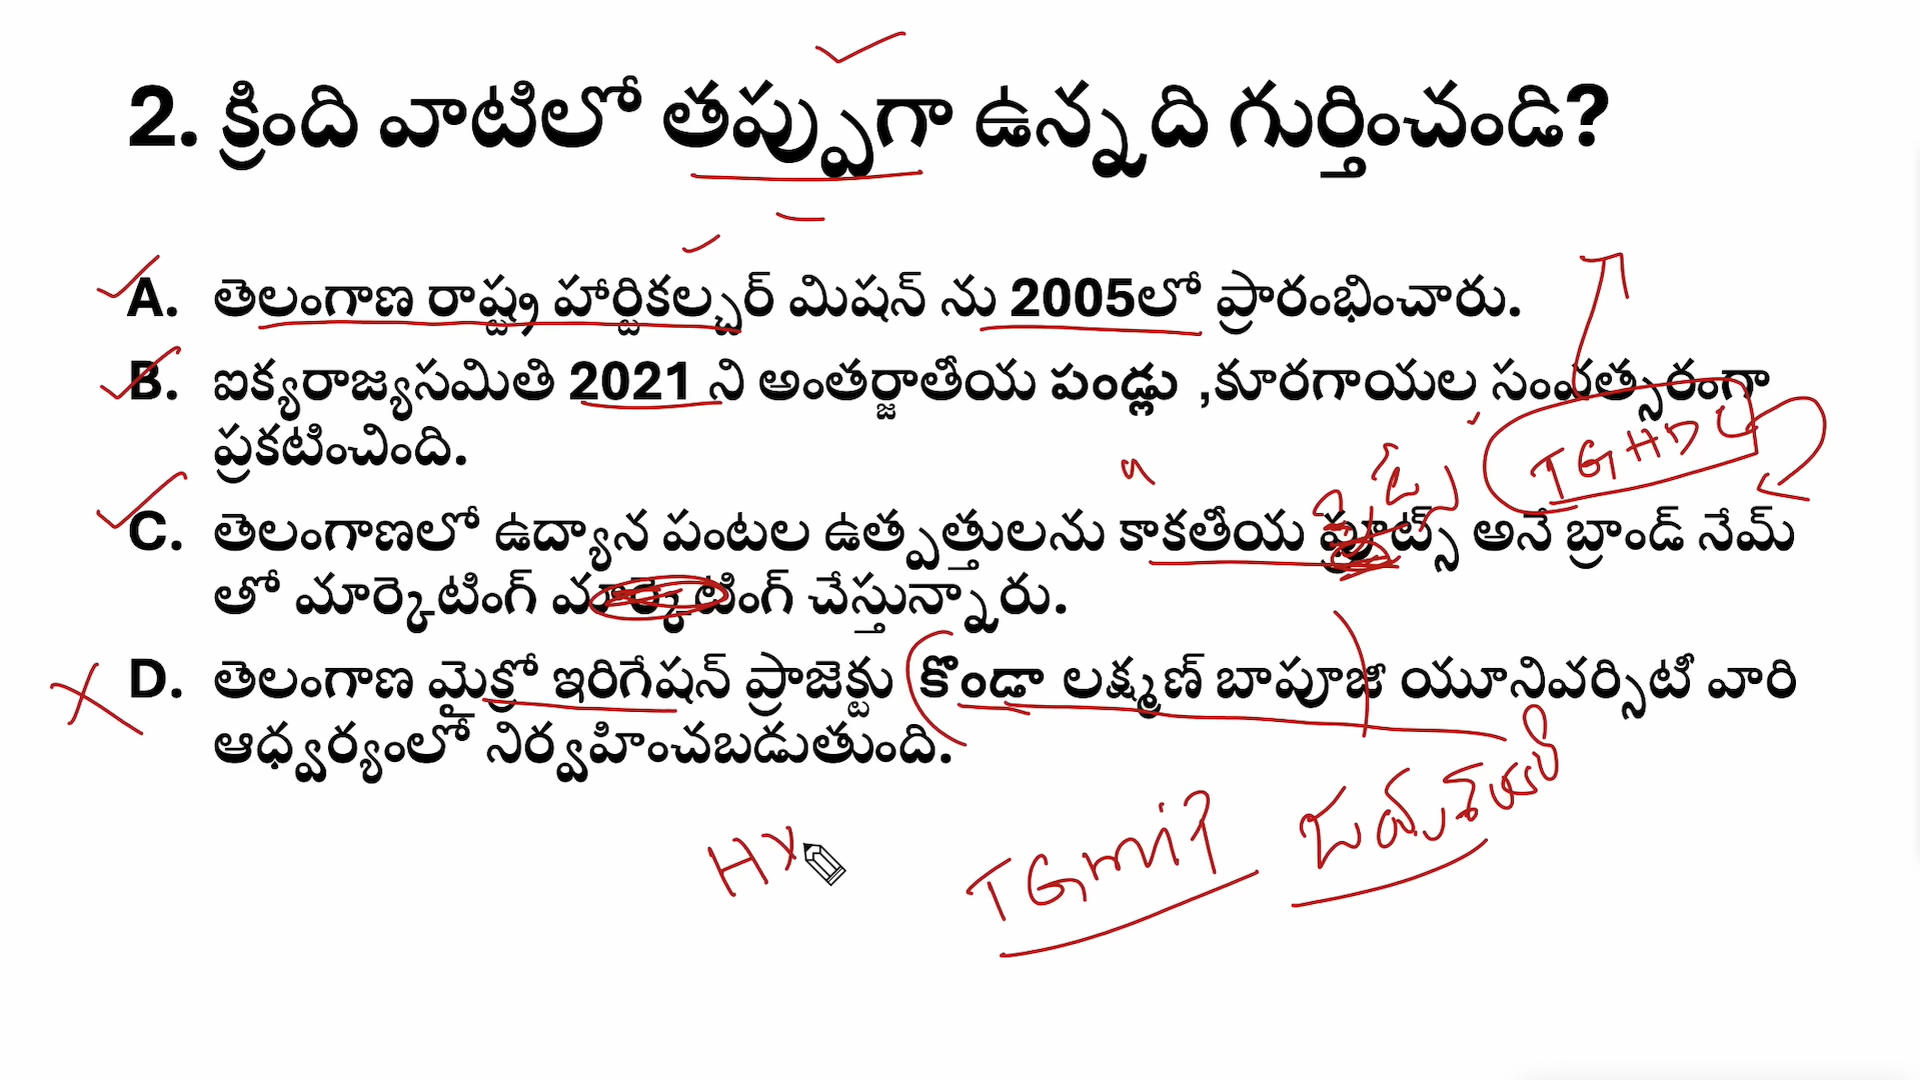 2. క్రింది వాటిలో తప్పుగా ఉన్నది గుర్తించండి?
A. తెలంగాణ రాష్ట్ర హార్టికల్చర్ మిషన్ ను 2005లో ప్రారంభించారు.
B. ఐక్యరాజ్యసమితి 2021 ని అంతర్జాతీయ పండ్లు ,కూరగాయల సంవత్సరంగా
ప్రకటించింది.
TGHDC
C. తెలంగాణలో ఉద్యాన పంటల ఉత్పత్తులను కాకతీయ ఫ్రూట్స్ అనే బ్రాండ్ నేమ్
తో మార్కెటింగ్ మార్కెటింగ్ చేస్తున్నారు.
D. తెలంగాణ మైక్రో ఇరిగేషన్ ప్రాజెక్టు కొండా లక్ష్మణ్ బాపూజీ యూనివర్సిటీ వారి
ఆధ్వర్యంలో నిర్వహించబడుతుంది.
TGMIP